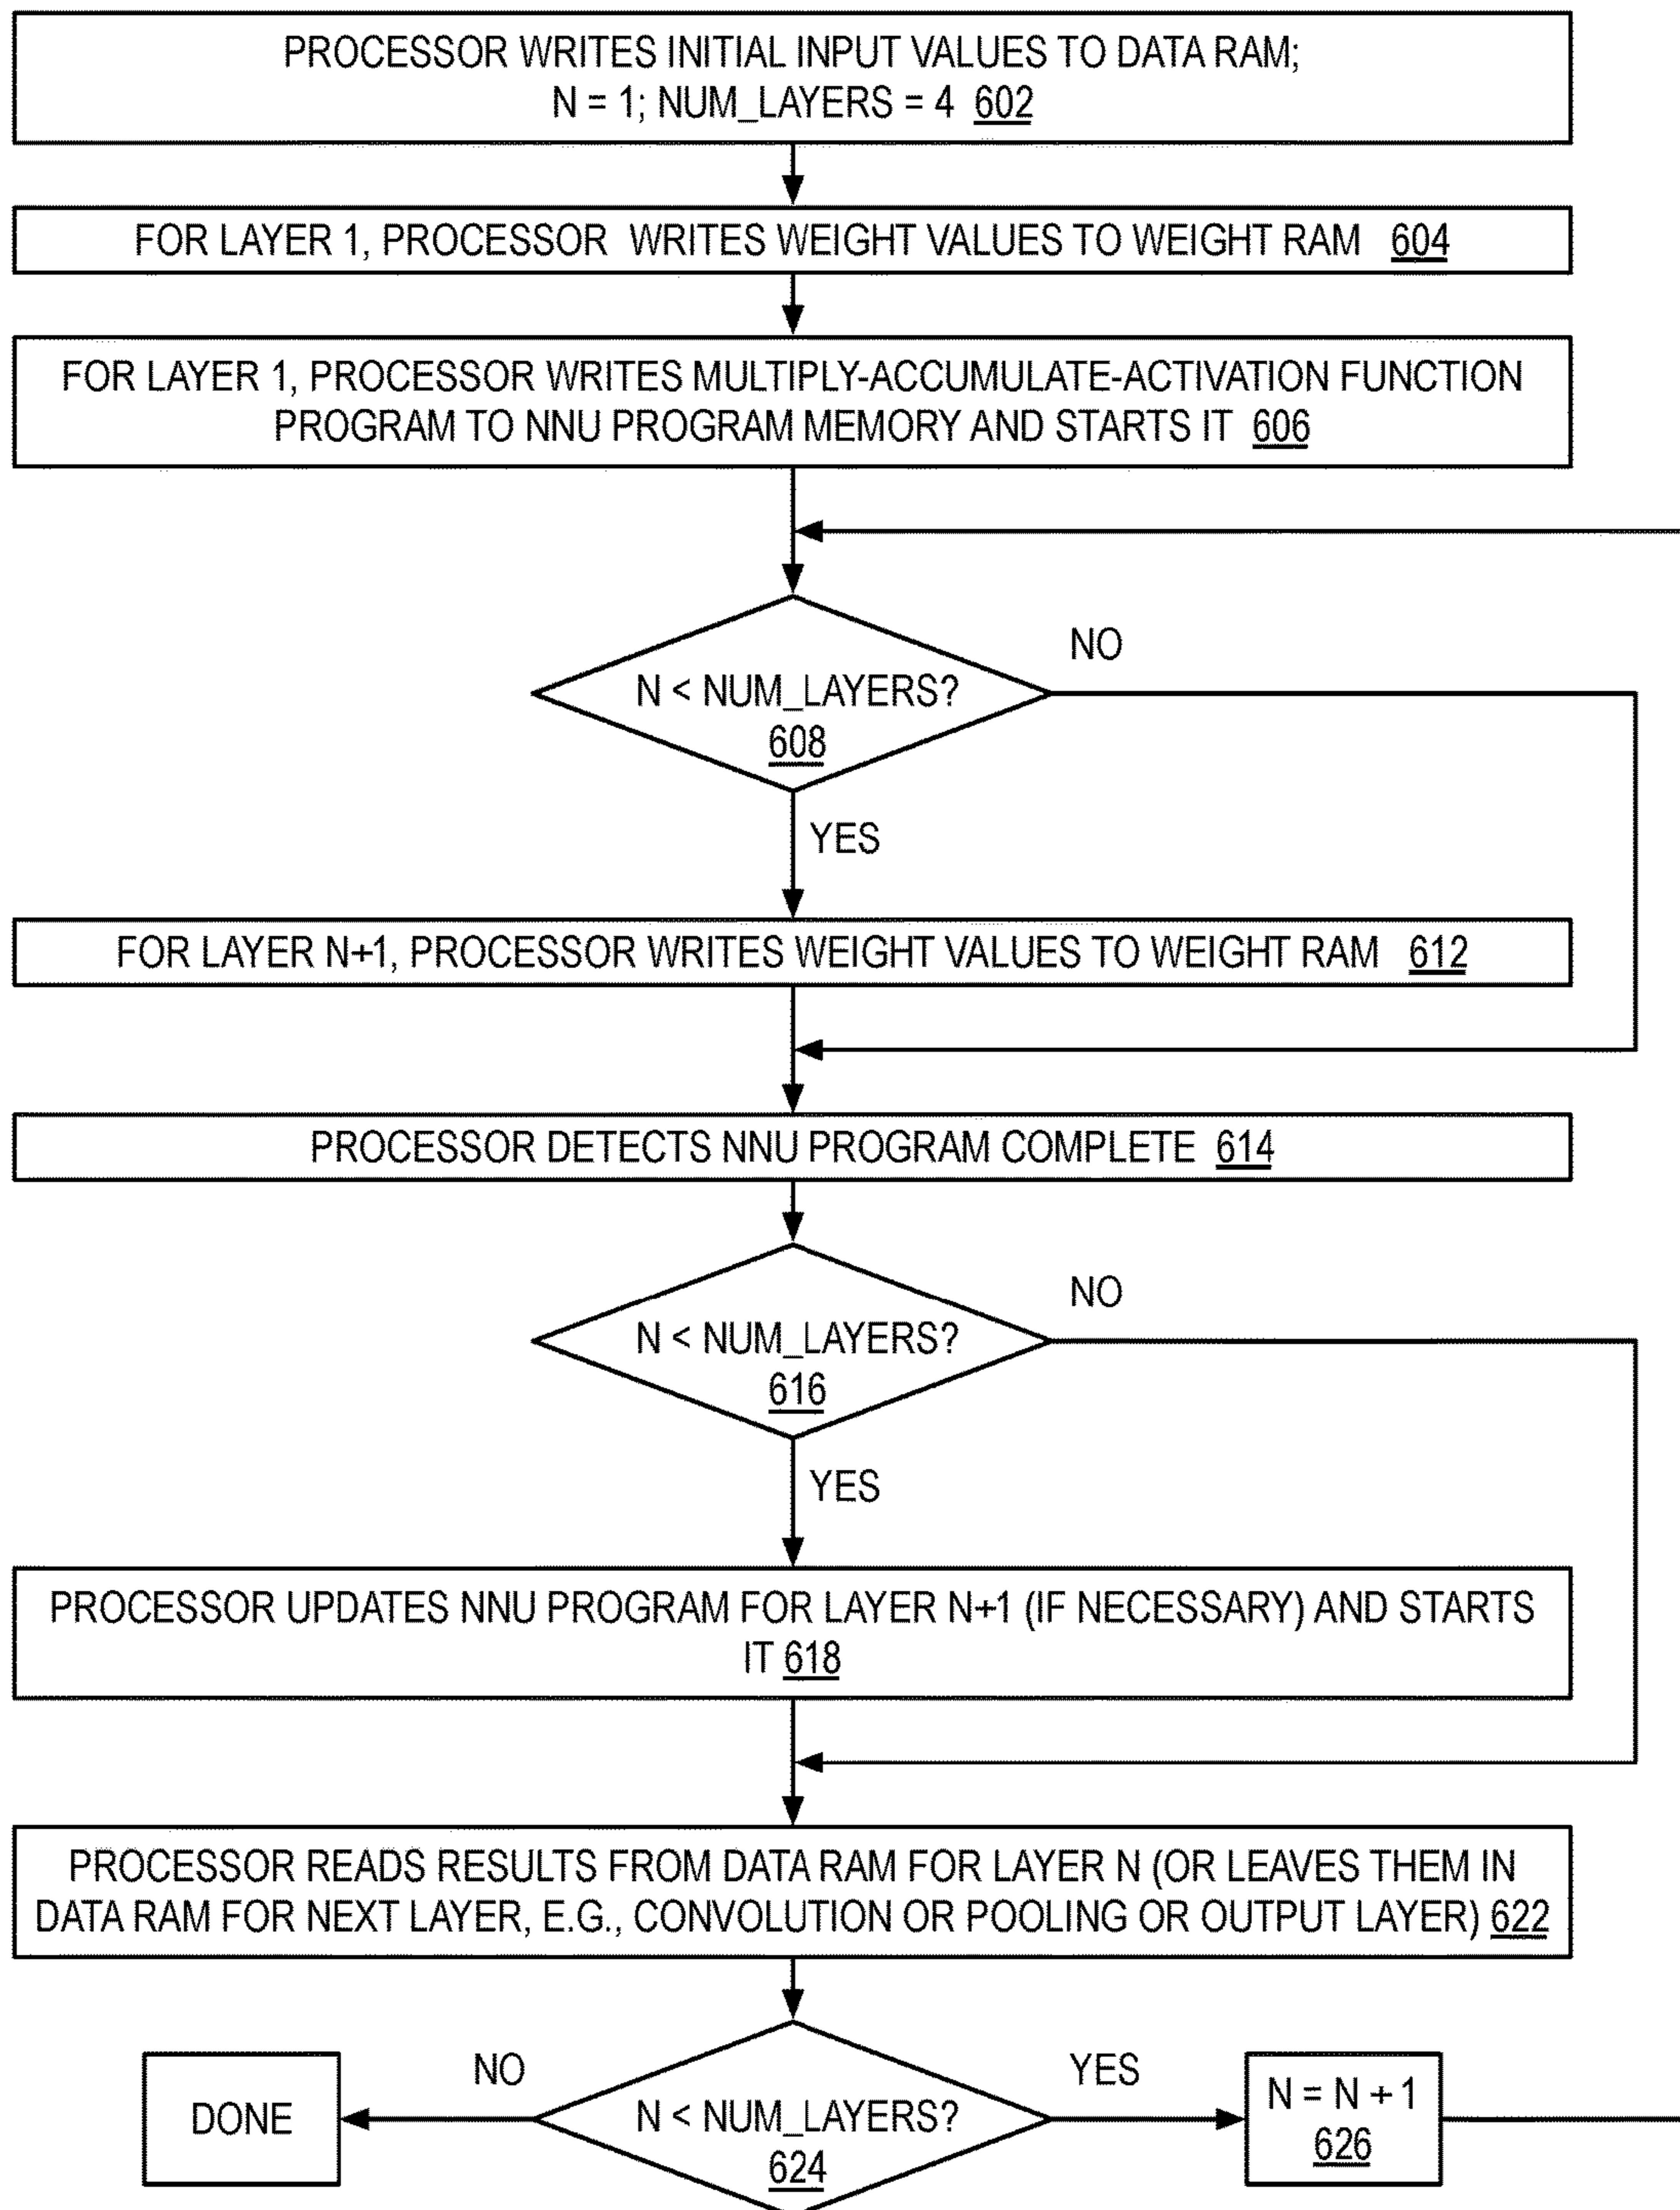 PROCESSOR WRITES INITIAL INPUT VALUES TO DATA RAM;
N = 1; NUM_LAYERS = 4 602
FOR LAYER 1, PROCESSOR WRITES WEIGHT VALUES TO WEIGHT RAM 604
FOR LAYER 1, PROCESSOR WRITES MULTIPLY-ACCUMULATE-ACTIVATION FUNCTION
PROGRAM TO NNU PROGRAM MEMORY AND STARTS IT 606
NO
N < NUM_LAYERS?
608
YES
FOR LAYER N+1, PROCESSOR WRITES WEIGHT VALUES TO WEIGHT RAM 612
PROCESSOR DETECTS NNU PROGRAM COMPLETE 614
NO
N < NUM_LAYERS?
616
YES
PROCESSOR UPDATES NNU PROGRAM FOR LAYER N+1 (IF NECESSARY) AND STARTS
IT 618
PROCESSOR READS RESULTS FROM DATA RAM FOR LAYER N (OR LEAVES THEM IN
DATA RAM FOR NEXT LAYER, E.G., CONVOLUTION OR POOLING OR OUTPUT LAYER) 622
NO
YES
DONE
N < NUM_LAYERS?
624
N = N + 1
626